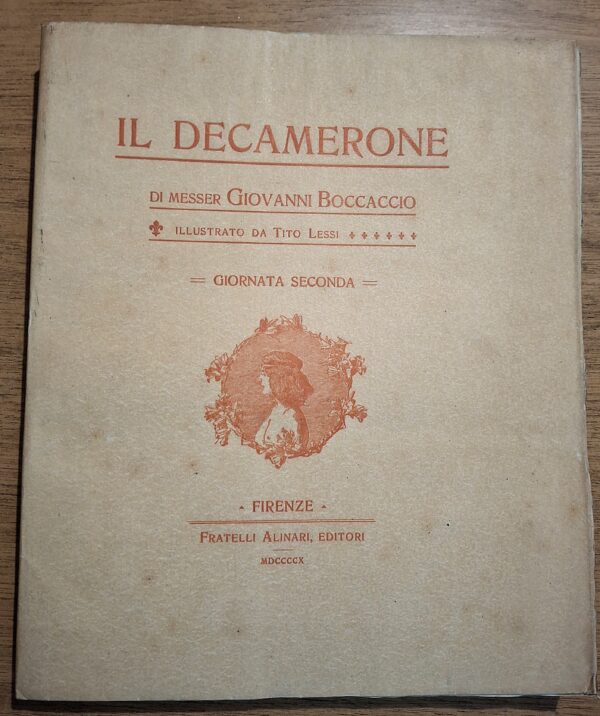 IL DECAMERONE
DI MESSER GIOVANNI BOCCACCIO
ILLUSTRATO DA TITO LESSI
= GIORNATA SECONDA =
FIRENZE
FRATELLI ALINARI, EDITORI
MDCCCCX